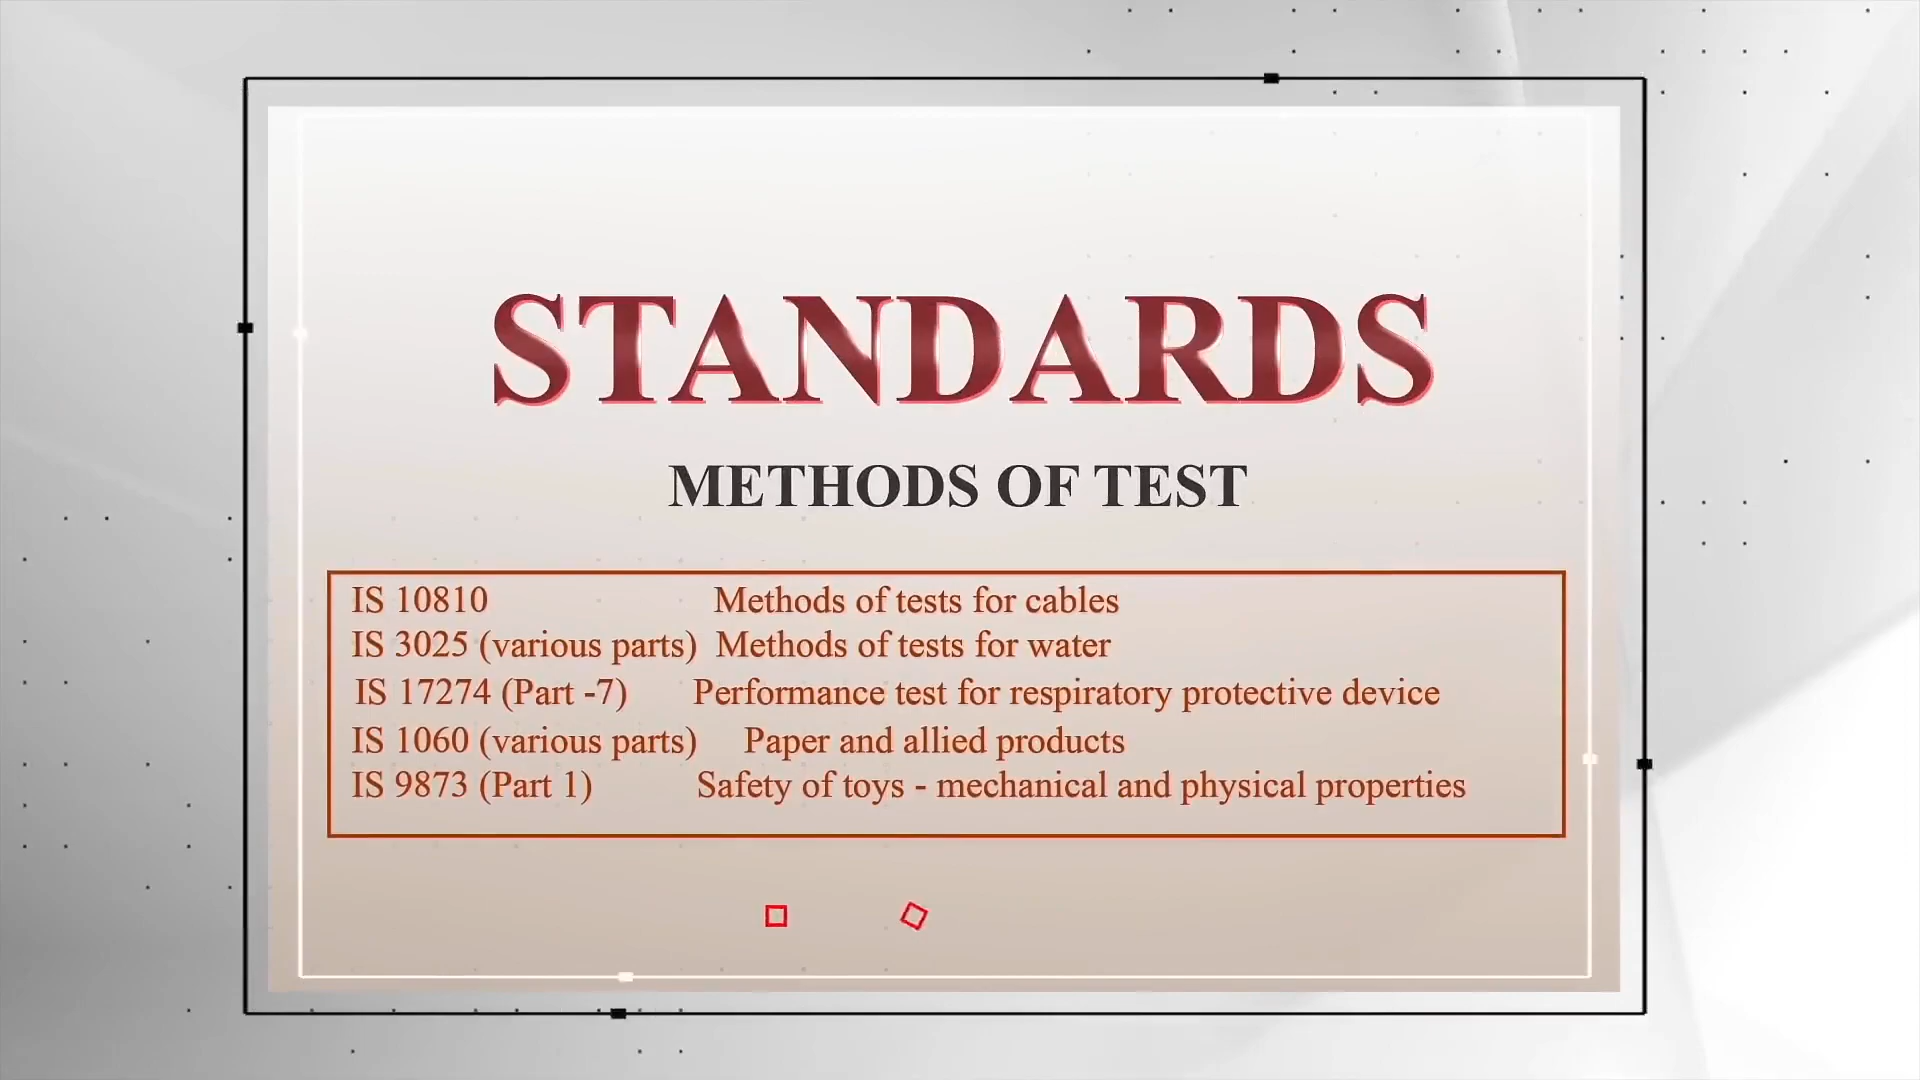 STANDARDS
METHODS OF TEST
IS 10810 Methods of tests for cables
IS 3025 (various parts) Methods of tests for water
IS 17274 (Part -7) Performance test for respiratory protective device
IS 1060 (various parts) Paper and allied products
IS 9873 (Part 1) Safety of toys - mechanical and physical properties